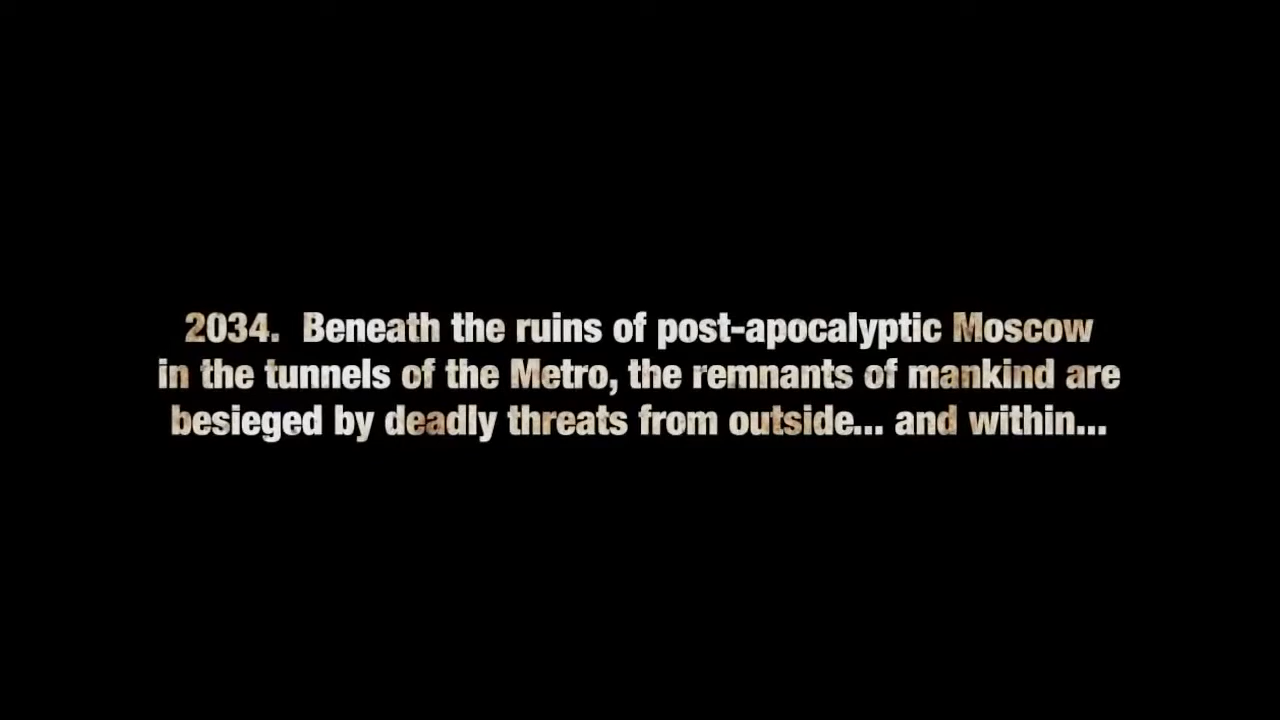 2034. Beneath the ruins of post-apocalyptic Moscow
in the tunnels of the Metro, the remnants of mankind are
besieged by deadly threats from outside... and within...